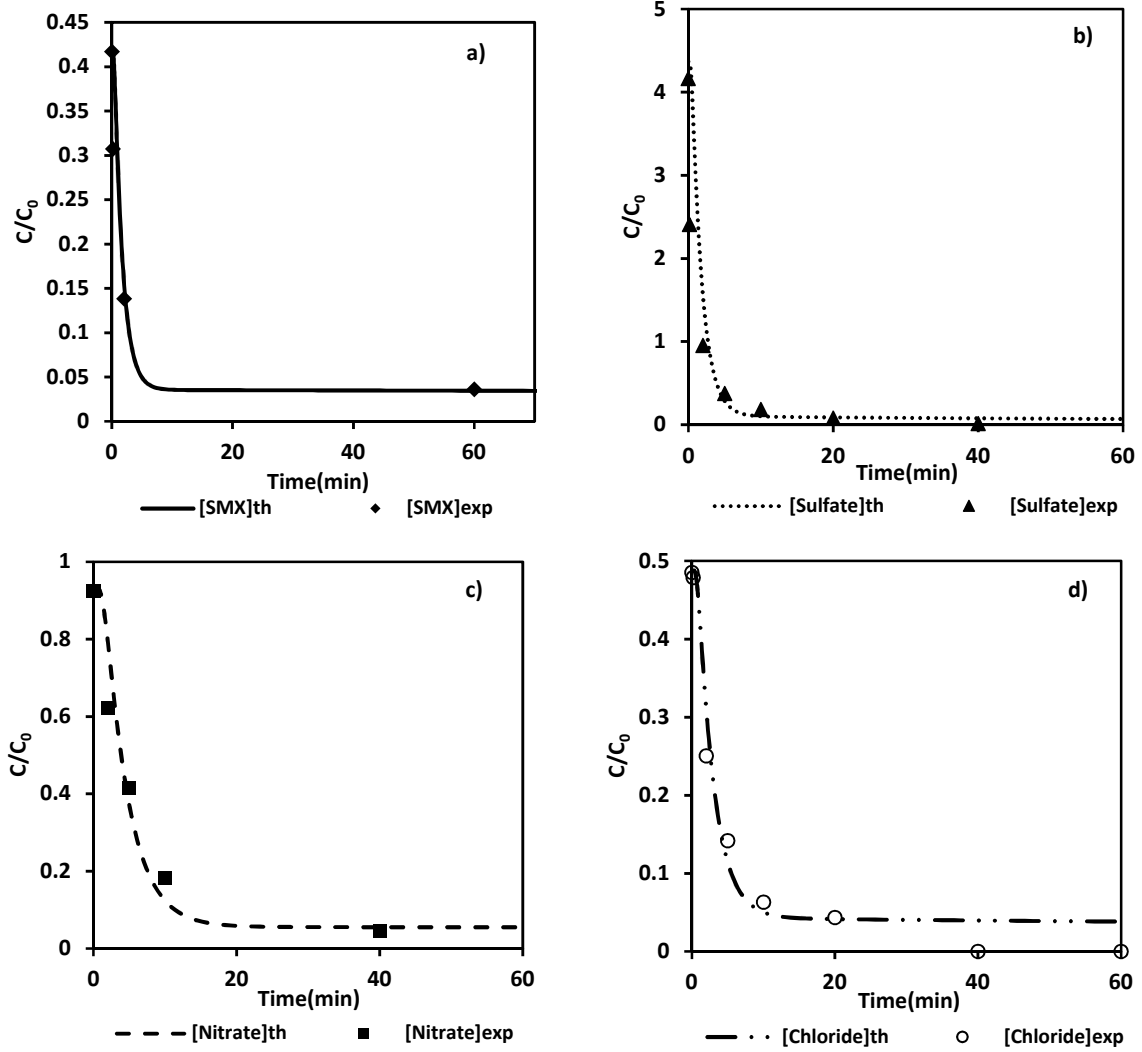 0.45
0.4
0.35
0.3
0.25
0.2
0.15
0.1
0.05
0
C/C0
a)
0 20 40 60
Time(min)
[SMX]th [SMX]exp
5
4
3
2
1
0
C/C0
b)
0 20 40 60
Time(min)
[Sulfate]th [Sulfate]exp
1
0.8
0.6
0.4
0.2
0
C/C0
c)
0 20 40 60
Time(min)
[Nitrate]th [Nitrate]exp
0.5
0.4
0.3
0.2
0.1
0
C/C0
d)
0 20 40 60
Time(min)
[Chloride]th [Chloride]exp